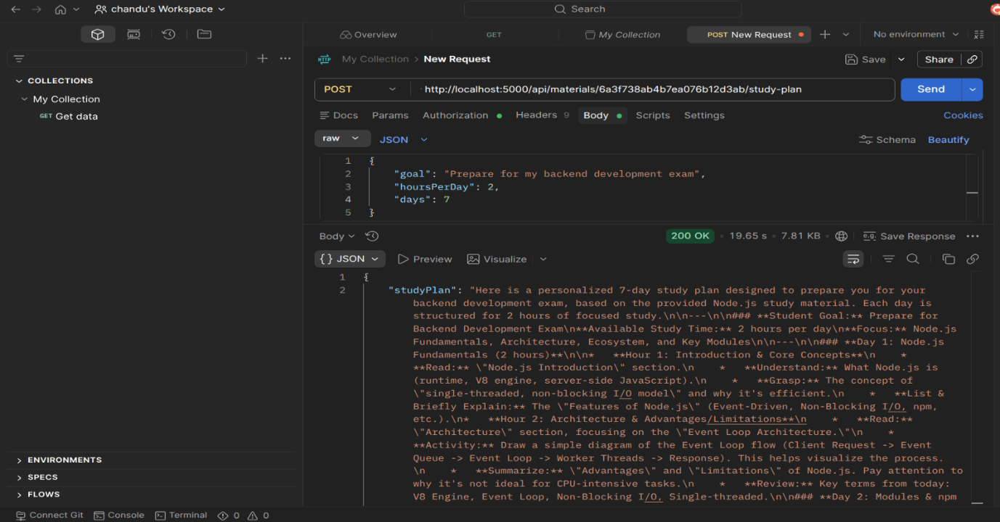 chandu's Workspace
Search
Overview
GET
My Collection
POST New Request
No environment
My Collection > New Request
Save
Share
COLLECTIONS
My Collection
GET Get data
POST
http://localhost:5000/api/materials/6a3f738ab4b7ea076b12d3ab/study-plan
Send
Docs
Params
Authorization
Headers 9
Body
Scripts
Settings
Cookies
raw
JSON
Schema
Beautify
1 {
2 "goal": "Prepare for my backend development exam",
3 "hoursPerDay": 2,
4 "days": 7
5 }
Body
200 OK
19.65 s
7.81 KB
e.g. Save Response
{} JSON
Preview
Visualize
1 {
2 "studyPlan": "Here is a personalized 7-day study plan designed to prepare you for your
backend development exam, based on the provided Node.js study material. Each day is
structured for 2 hours of focused study.\n\n---\n\n### **Student Goal:** Prepare for
Backend Development Exam\n**Available Study Time:** 2 hours per day\n**Focus:** Node.js
Fundamentals, Architecture, Ecosystem, and Key Modules\n\n---\n\n### **Day 1: Node.js
Fundamentals (2 hours)**\n\n*   **Hour 1: Introduction & Core Concepts**\n    *
**Read:** \"Node.js Introduction\" section.\n    *   **Understand:** What Node.js is
(runtime, V8 engine, server-side JavaScript).\n    *   **Grasp:** The concept of
\"single-threaded, non-blocking I/O model\" and why it's efficient.\n    *   **List &
Briefly Explain:** The \"Features of Node.js\" (Event-Driven, Non-Blocking I/O, npm,
etc.).\n*   **Hour 2: Architecture & Advantages/Limitations**\n    *   **Read:**
\"Architecture\" section, focusing on the \"Event Loop Architecture.\"\n    *
**Activity:** Draw a simple diagram of the Event Loop flow (Client Request -> Event
Queue -> Event Loop -> Worker Threads -> Response). This helps visualize the process.
\n    *   **Summarize:** \"Advantages\" and \"Limitations\" of Node.js. Pay attention to
why it's not ideal for CPU-intensive tasks.\n    *   **Review:** Key terms from today:
V8 Engine, Event Loop, Non-Blocking I/O, Single-threaded.\n\n### **Day 2: Modules & npm
ENVIRONMENTS
SPECS
FLOWS
Connect Git
Console
Terminal
0
0